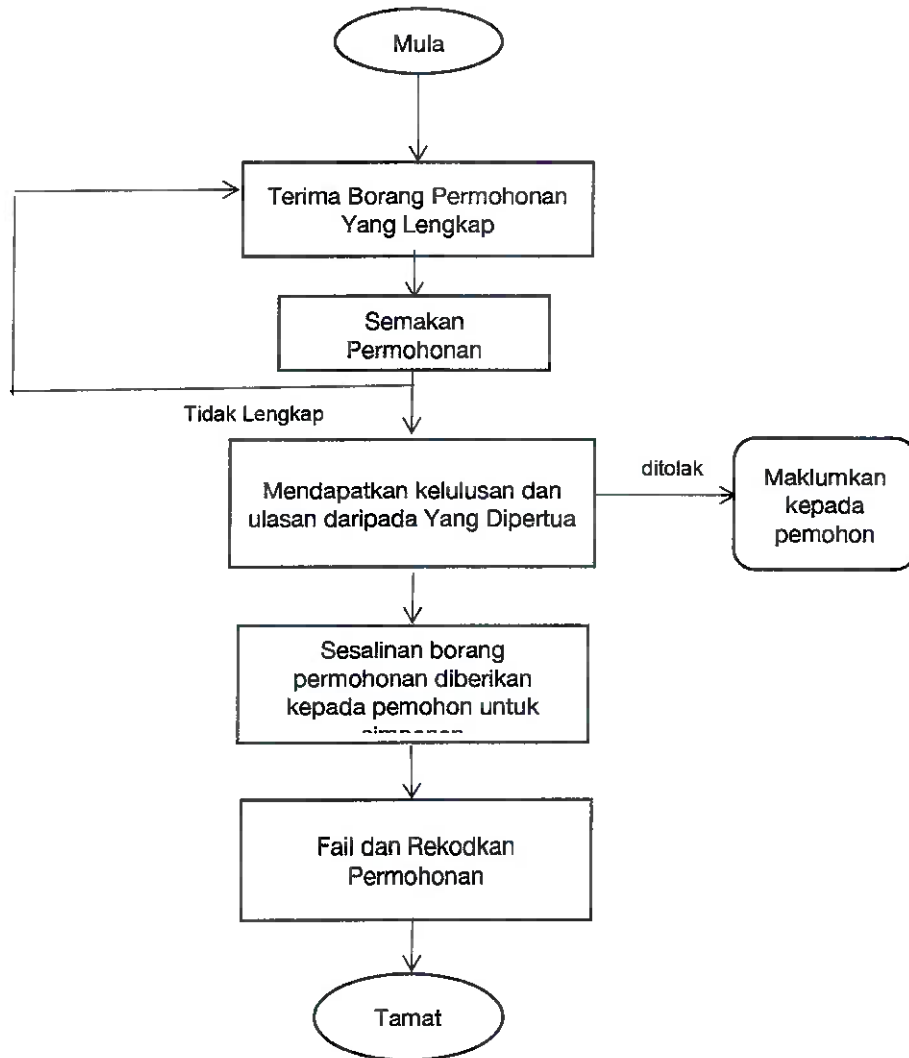 Mula
Terima Borang Permohonan
Yang Lengkap
Semakan
Permohonan
Tidak Lengkap
Mendapatkan kelulusan dan
ulasan daripada Yang Dipertua
ditolak
Maklumkan
kepada
pemohon
Sesalinan borang
permohonan diberikan
kepada pemohon untuk
Fail dan Rekodkan
Permohonan
Tamat